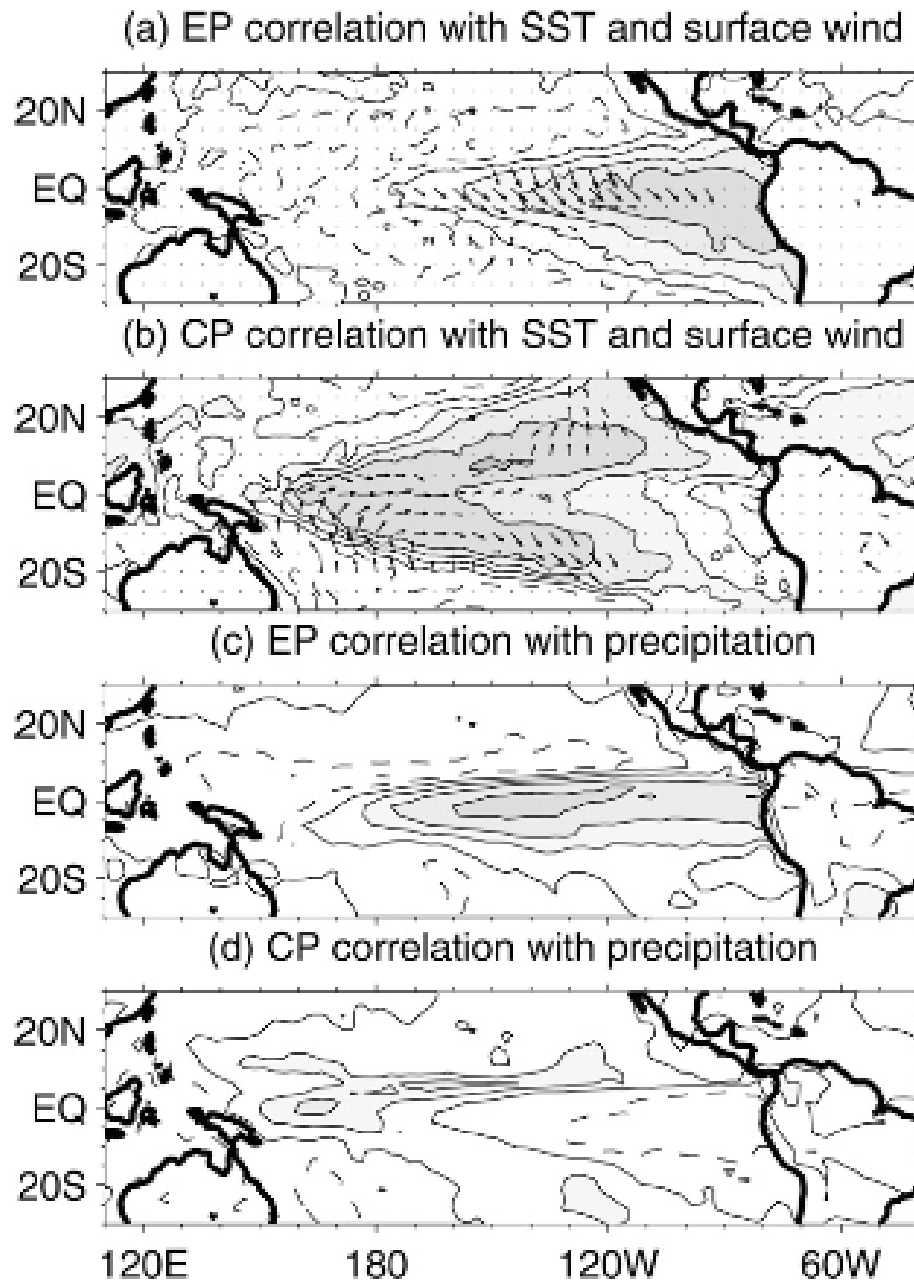 (a) EP correlation with SST and surface wind
20N
EQ
20S
(b) CP correlation with SST and surface wind
20N
EQ
20S
(c) EP correlation with precipitation
20N
EQ
20S
(d) CP correlation with precipitation
20N
EQ
20S
120E 180 120W 60W